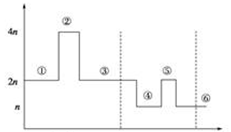 4n
②
2n
①
③
⑤
n
④
⑥